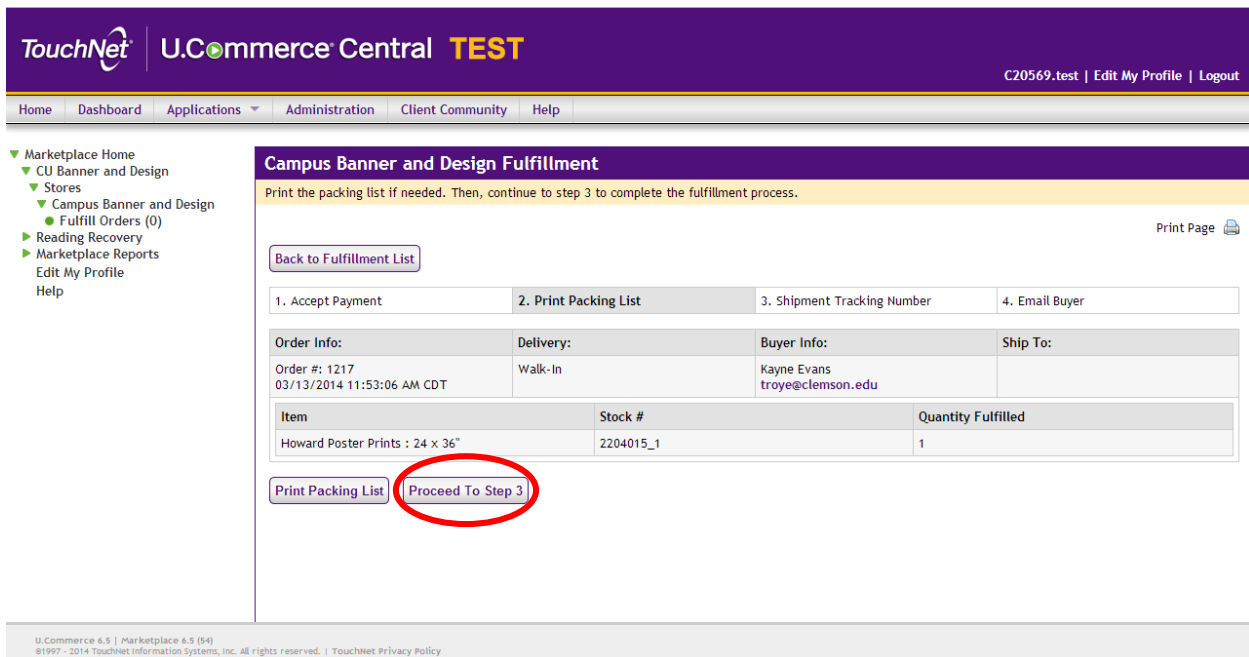 TouchNet® U.Commerce® Central TEST
C20569.test | Edit My Profile | Logout
Home Dashboard Applications Administration Client Community Help
Marketplace Home
CU Banner and Design
Stores
Campus Banner and Design
Fulfill Orders (0)
Reading Recovery
Marketplace Reports
Edit My Profile
Help
Campus Banner and Design Fulfillment
Print the packing list if needed. Then, continue to step 3 to complete the fulfillment process.
Print Page
Back to Fulfillment List
1. Accept Payment 2. Print Packing List 3. Shipment Tracking Number 4. Email Buyer
Order Info: Delivery: Buyer Info: Ship To:
Order #: 1217 Walk-In Kayne Evans
03/13/2014 11:53:06 AM CDT troye@clemson.edu
Item Stock # Quantity Fulfilled
Howard Poster Prints : 24 x 36" 2204015_1 1
Print Packing List Proceed To Step 3
U.Commerce 6.5 | Marketplace 6.5 (54)
©1997 - 2014 TouchNet Information Systems, Inc. All rights reserved. | TouchNet Privacy Policy